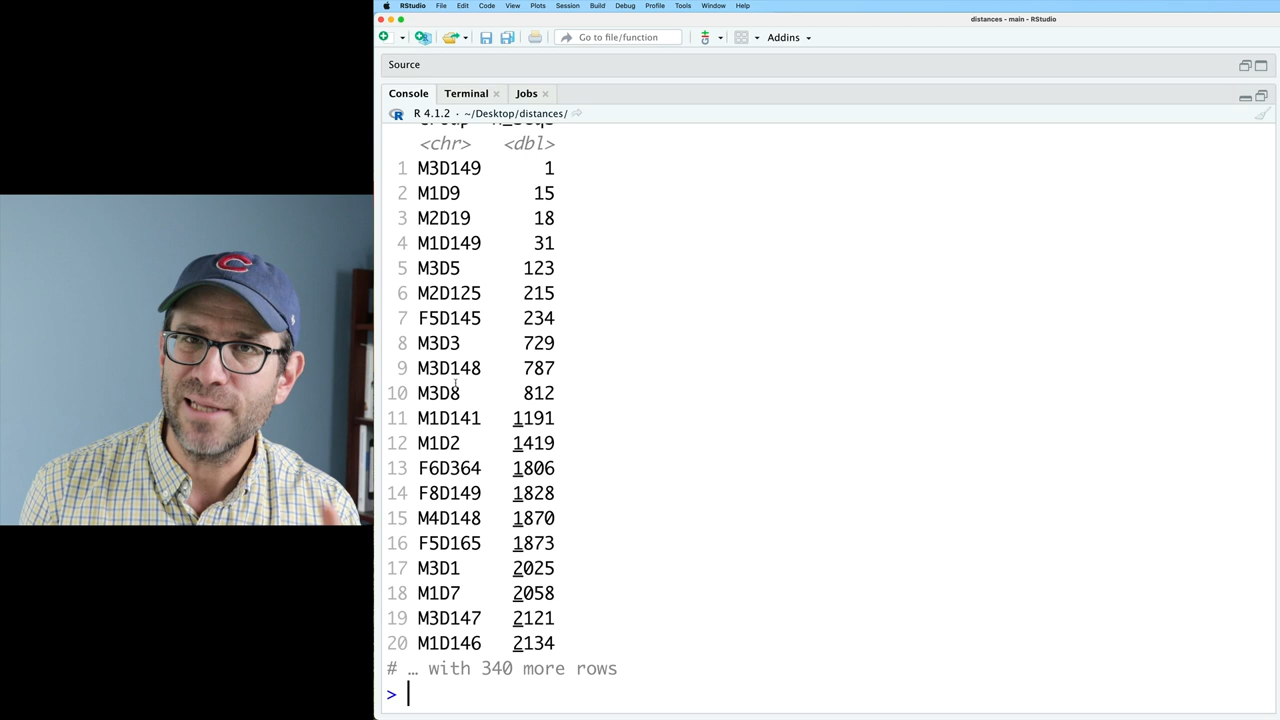 RStudio File Edit Code View Plots Session Build Debug Profile Tools Window Help
distances - main - RStudio
Go to file/function Addins
Source
Console Terminal Jobs
R 4.1.2 · ~/Desktop/distances/
<chr> <dbl>
1 M3D149 1
2 M1D9 15
3 M2D19 18
4 M1D149 31
5 M3D5 123
6 M2D125 215
7 F5D145 234
8 M3D3 729
9 M3D148 787
10 M3D8 812
11 M1D141 1191
12 M1D2 1419
13 F6D364 1806
14 F8D149 1828
15 M4D148 1870
16 F5D165 1873
17 M3D1 2025
18 M1D7 2058
19 M3D147 2121
20 M1D146 2134
# … with 340 more rows
>